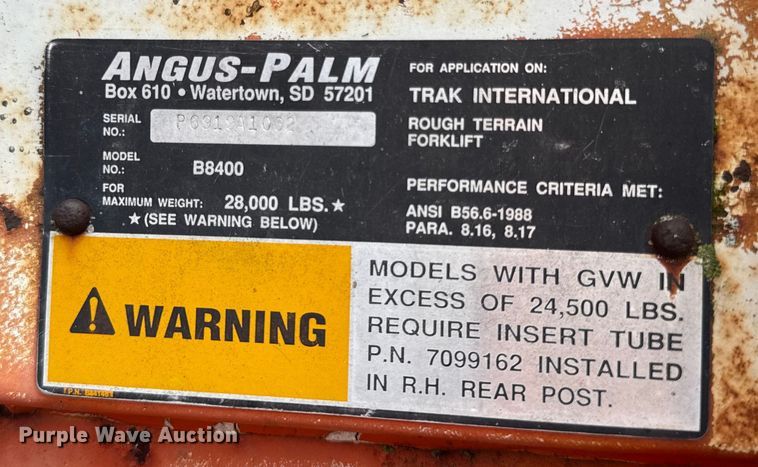 ANGUS-PALM
Box 610 • Watertown, SD 57201
SERIAL NO.:
MODEL NO.: B8400
FOR MAXIMUM WEIGHT: 28,000 LBS.★
★(SEE WARNING BELOW)
FOR APPLICATION ON:
TRAK INTERNATIONAL
ROUGH TERRAIN
FORKLIFT
PERFORMANCE CRITERIA MET:
ANSI B56.6-1988
PARA. 8.16, 8.17
WARNING
MODELS WITH GVW IN
EXCESS OF 24,500 LBS.
REQUIRE INSERT TUBE
P.N. 7099162 INSTALLED
IN R.H. REAR POST.
Purple Wave Auction